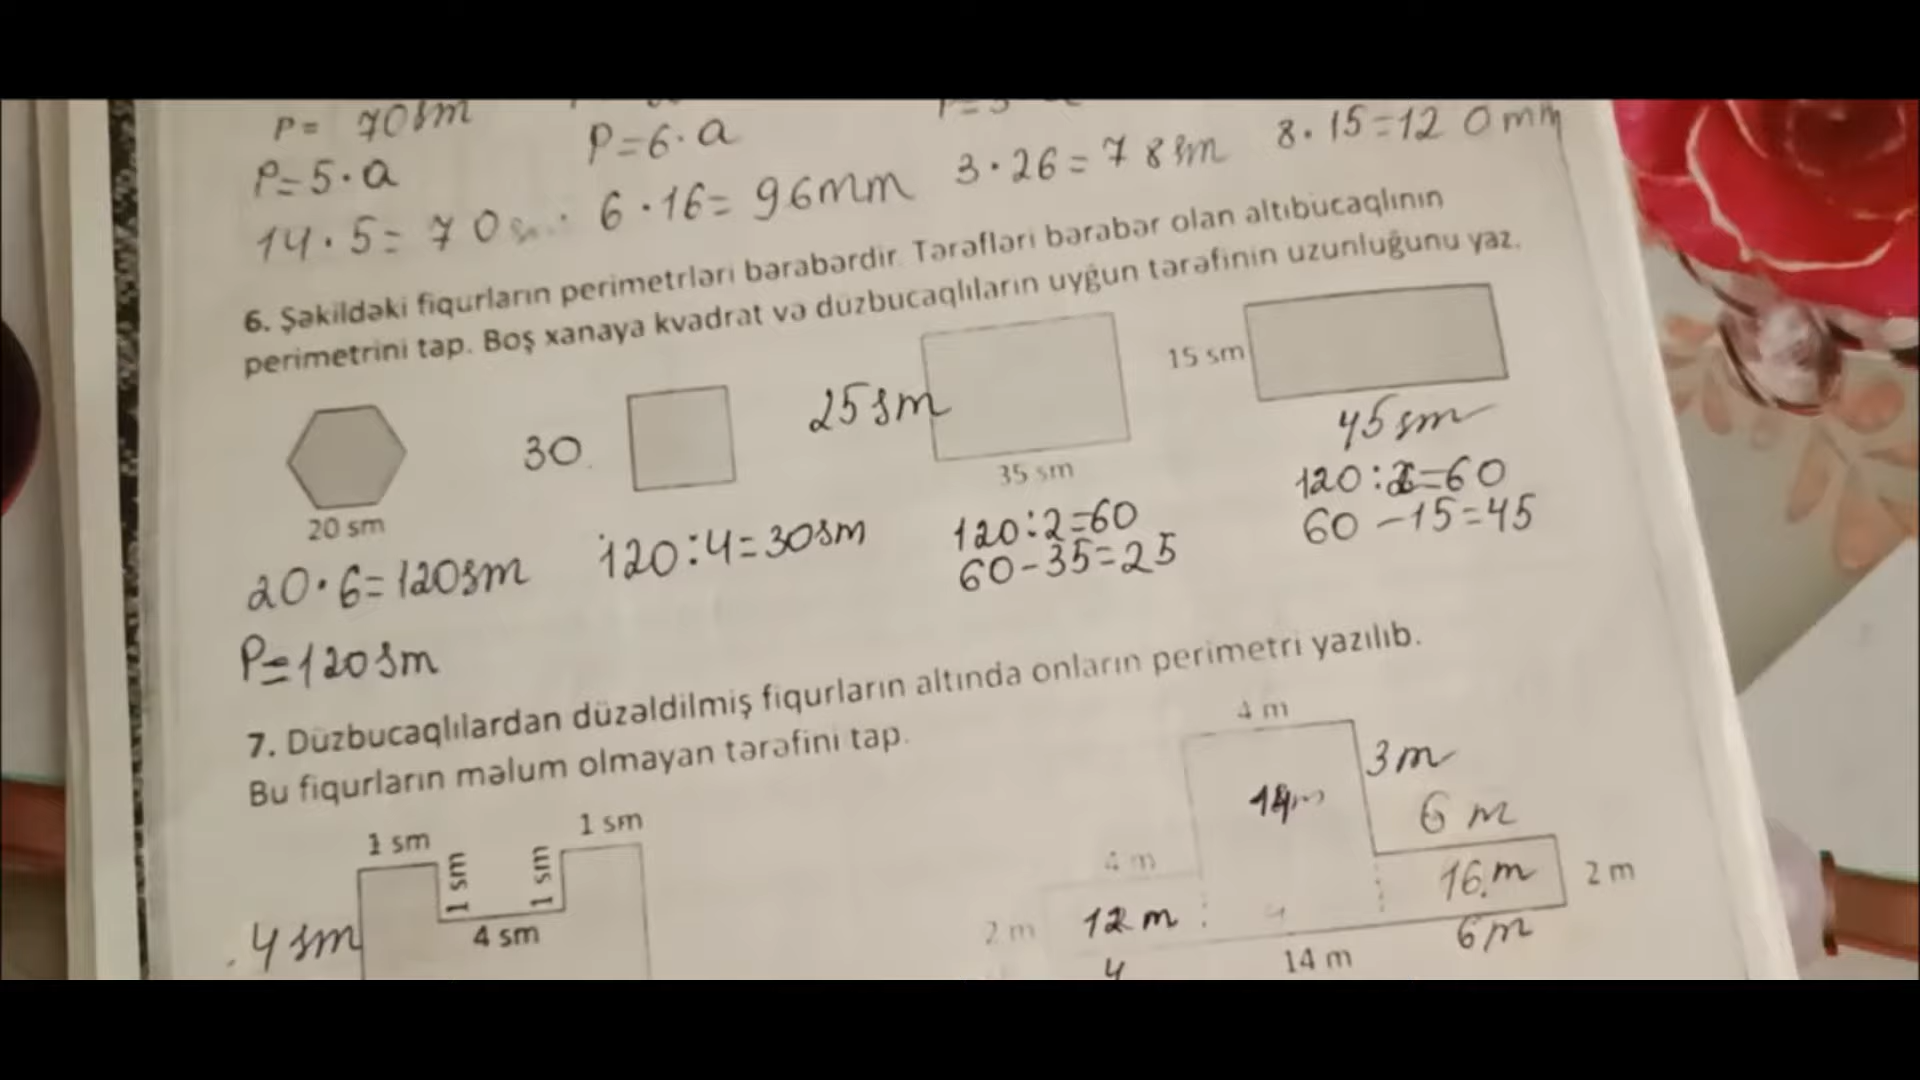 P= 70sm
P=5·a
P=6·a
14·5=70
6·16=96mm
3·26=78sm
8·15=120mm
6. Şəkildəki fiqurların perimetrləri bərabərdir. Tərəfləri bərabər olan altıbucaqlının
perimetrini tap. Boş xanaya kvadrat və düzbucaqlıların uyğun tərəfinin uzunluğunu yaz.
15 sm
25sm
45 sm
30
35 sm
20 sm
120:2=60
60-15=45
20·6=120sm
120:4=30sm
120:2=60
60-35=25
P=120sm
7. Düzbucaqlılardan düzəldilmiş fiqurların altında onların perimetri yazılıb.
Bu fiqurların məlum olmayan tərəfini tap.
4 m
3m
6 m
1 sm
1 sm
1 sm
1 sm
4 m
16 m
2 m
4 sm
4 sm
2 m
12 m
6m
14 m
4